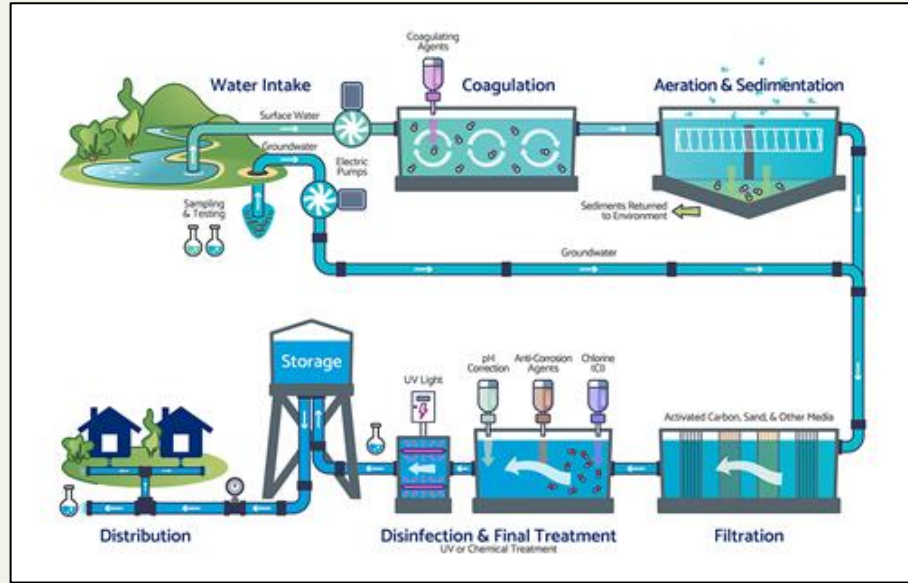 Coagulating
Agents
Water Intake
Coagulation
Aeration & Sedimentation
Surface Water
Groundwater
Electric
Pumps
Sampling
& Testing
Sediments Returned
to Environment
Groundwater
Storage
UV Light
pH
Correction
Anti-Corrosion
Agents
Chlorine
(Cl)
Activated Carbon, Sand, & Other Media
Distribution
Disinfection & Final Treatment
UV or Chemical Treatment
Filtration